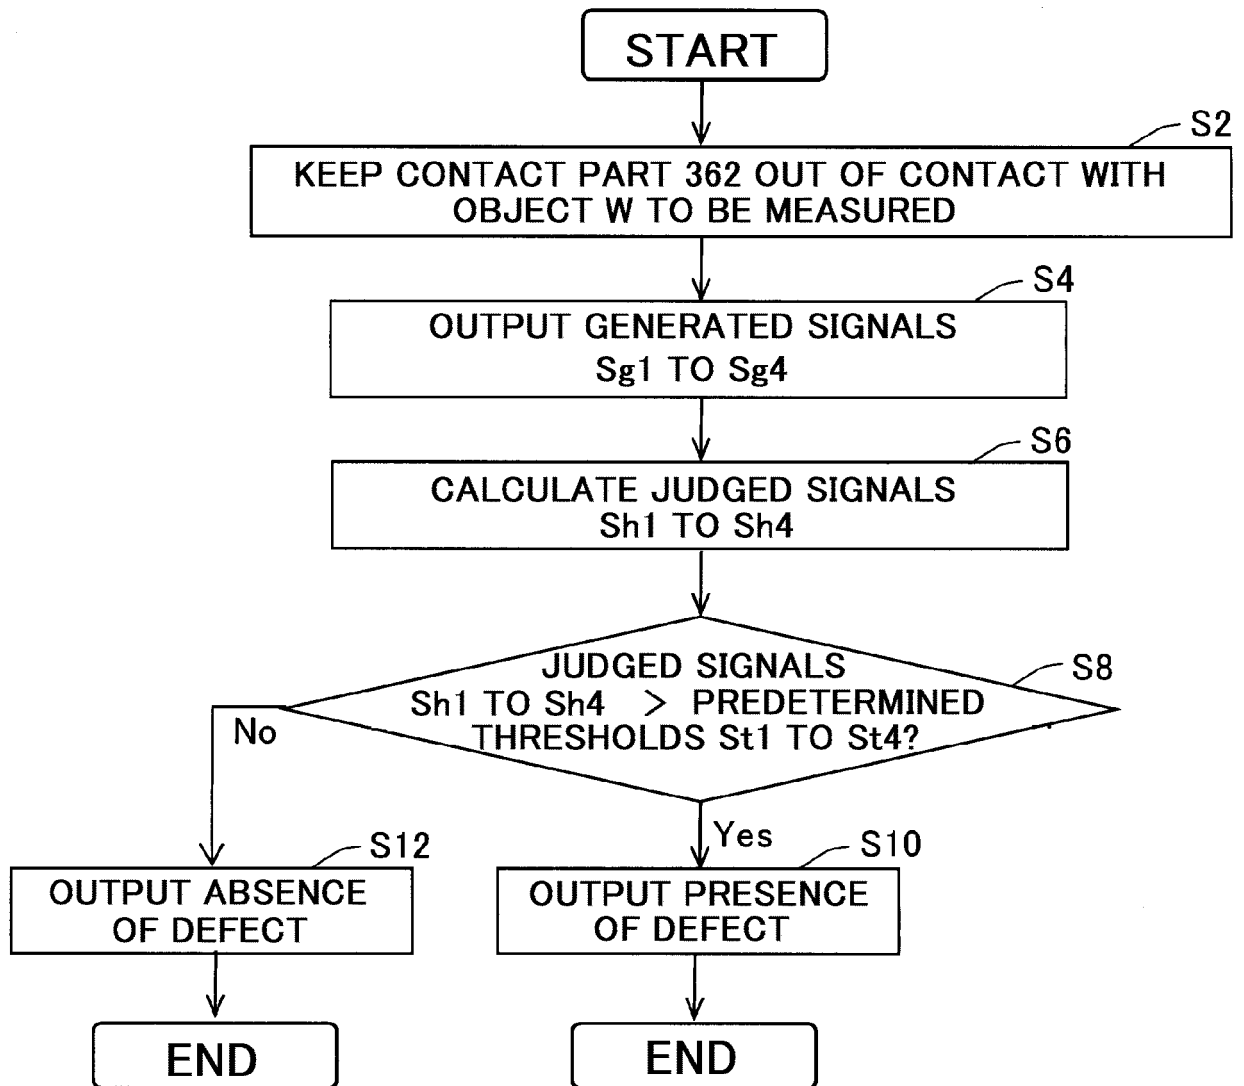 START
S2
KEEP CONTACT PART 362 OUT OF CONTACT WITH
OBJECT W TO BE MEASURED
S4
OUTPUT GENERATED SIGNALS
Sg1 TO Sg4
S6
CALCULATE JUDGED SIGNALS
Sh1 TO Sh4
S8
JUDGED SIGNALS
Sh1 TO Sh4 > PREDETERMINED
THRESHOLDS St1 TO St4?
No
Yes
S12
OUTPUT ABSENCE
OF DEFECT
S10
OUTPUT PRESENCE
OF DEFECT
END
END